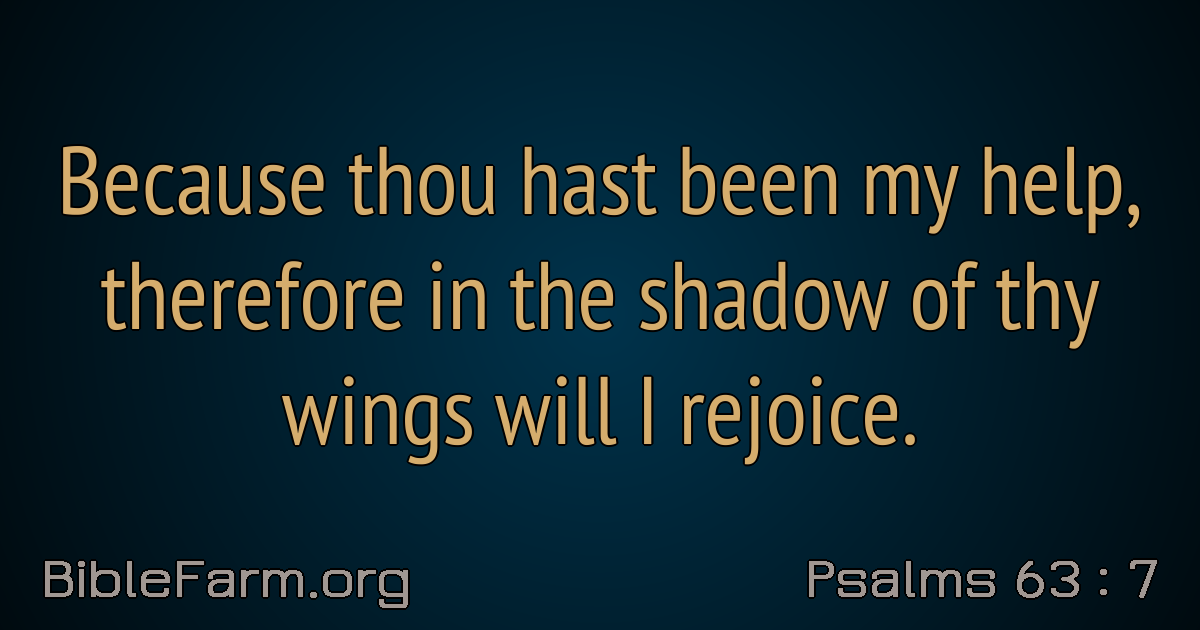 Because thou hast been my help,
therefore in the shadow of thy
wings will I rejoice.
BibleFarm.org
Psalms 63 : 7